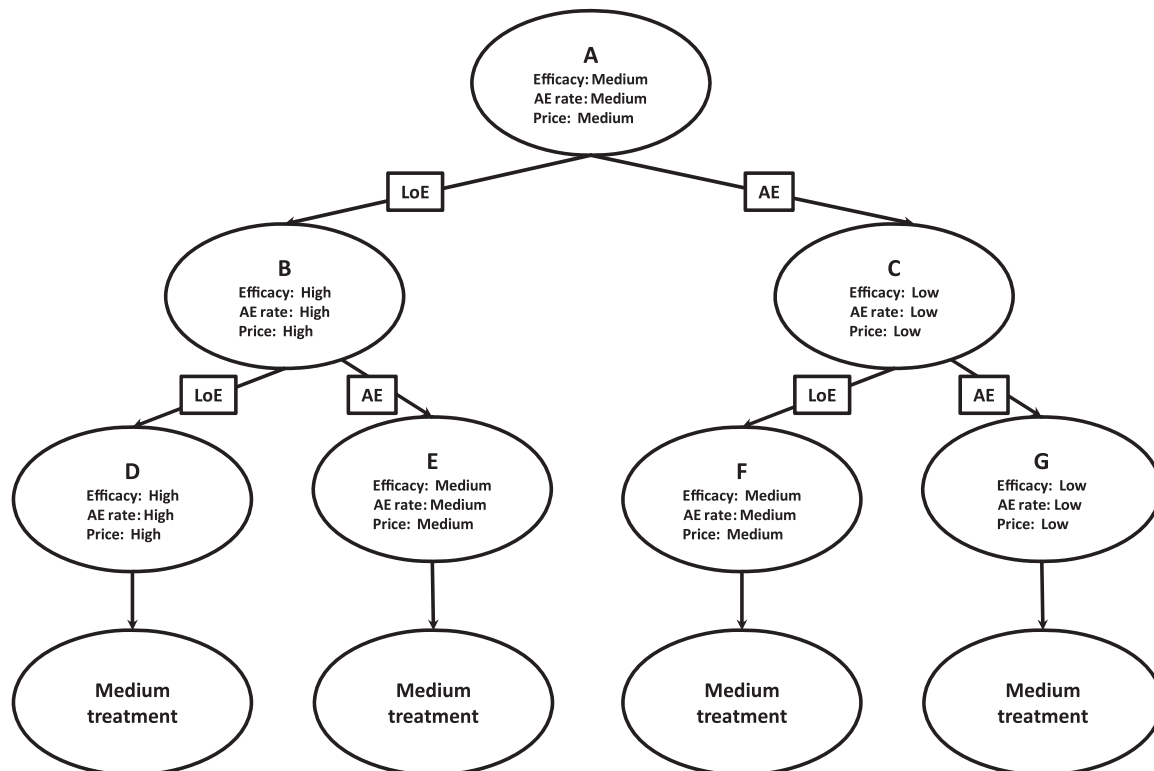 A
Efficacy: Medium
AE rate: Medium
Price: Medium
LoE
AE
B
Efficacy: High
AE rate: High
Price: High
C
Efficacy: Low
AE rate: Low
Price: Low
LoE
AE
LoE
AE
D
Efficacy: High
AE rate: High
Price: High
E
Efficacy: Medium
AE rate: Medium
Price: Medium
F
Efficacy: Medium
AE rate: Medium
Price: Medium
G
Efficacy: Low
AE rate: Low
Price: Low
Medium
treatment
Medium
treatment
Medium
treatment
Medium
treatment